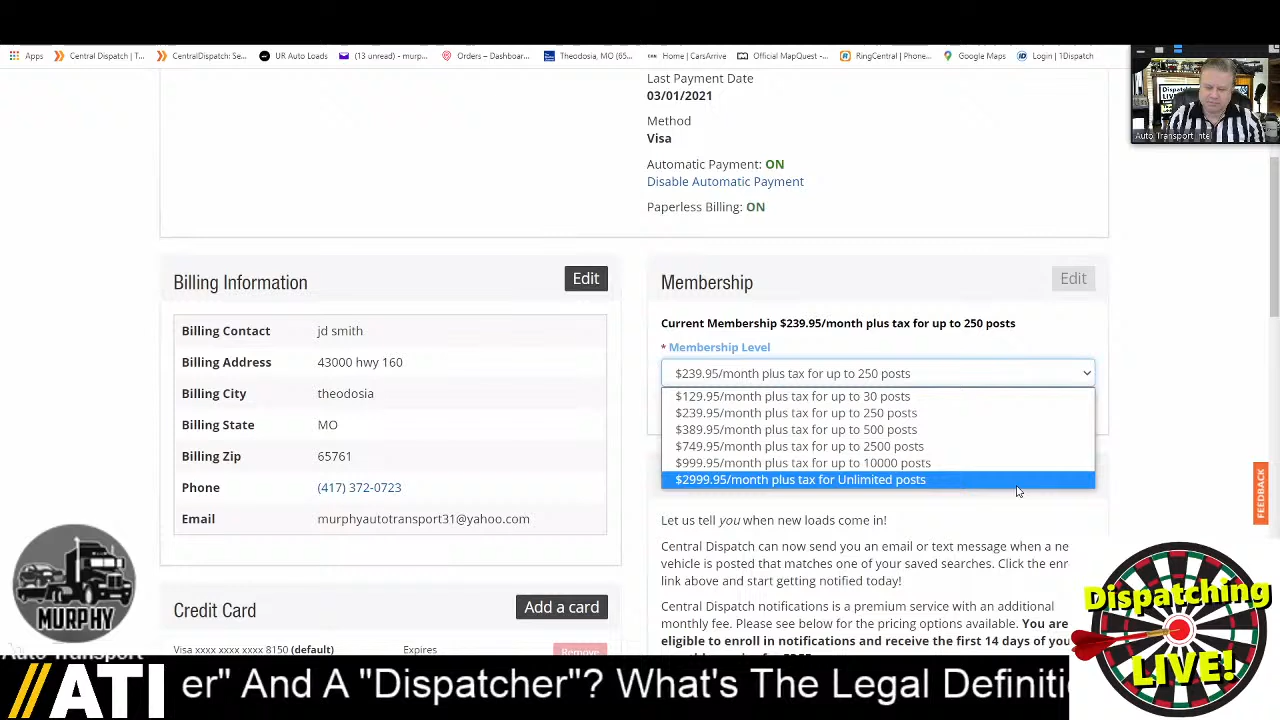 Apps
Central Dispatch | T...
CentralDispatch: Se...
UR Auto Loads
(13 unread) - murp...
Orders – Dashboar...
Theodosia, MO (65...
Home | CarsArrive
Official MapQuest -...
RingCentral | Phone...
Google Maps
Login | 1Dispatch
Dispatching
LIVE
Auto Transport Intel
Last Payment Date
03/01/2021
Method
Visa
Automatic Payment: ON
Disable Automatic Payment
Paperless Billing: ON
Billing Information
Edit
Billing Contact jd smith
Billing Address 43000 hwy 160
Billing City theodosia
Billing State MO
Billing Zip 65761
Phone (417) 372-0723
Email murphyautotransport31@yahoo.com
Membership
Edit
Current Membership $239.95/month plus tax for up to 250 posts
* Membership Level
$239.95/month plus tax for up to 250 posts
$129.95/month plus tax for up to 30 posts
$239.95/month plus tax for up to 250 posts
$389.95/month plus tax for up to 500 posts
$749.95/month plus tax for up to 2500 posts
$999.95/month plus tax for up to 10000 posts
$2999.95/month plus tax for Unlimited posts
FEEDBACK
Let us tell you when new loads come in!
Central Dispatch can now send you an email or text message when a ne
vehicle is posted that matches one of your saved searches. Click the enr
link above and start getting notified today!
Central Dispatch notifications is a premium service with an additional
monthly fee. Please see below for the pricing options available. You are
eligible to enroll in notifications and receive the first 14 days of you
Credit Card
Add a card
Visa xxxx xxxx xxxx 8150 (default)
Expires
Remove
MURPHY
Auto Transport
Dispatching
LIVE!
//ATI
er" And A "Dispatcher"? What's The Legal Definiti